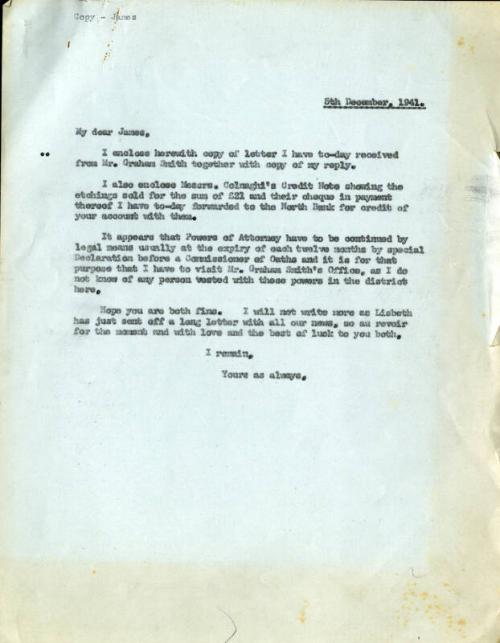 Copy - James
5th December, 1941.
My dear James,
I enclose herewith copy of letter I have to-day received
from Mr. Graham Smith together with copy of my reply.
I also enclose Messrs. Colnaghi's Credit Note showing the
etchings sold for the sum of £21 and their cheque in payment
thereof I have to-day forwarded to the North Bank for credit of
your account with them.
It appears that Powers of Attorney have to be continued by
legal means usually at the expiry of each twelve months by special
Declaration before a Commissioner of Oaths and it is for that
purpose that I have to visit Mr. Graham Smith's Office, as I do
not know of any person vested with these powers in the district
here.
Hope you are both fine. I will not write more as Lisbeth
has just sent off a long letter with all our news, so au revoir
for the moment and with love and the best of luck to you both,
I remain,
Yours as always,